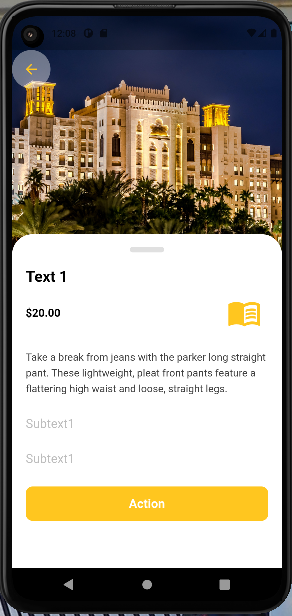 12:08
Text 1
$20.00
Take a break from jeans with the parker long straight
pant. These lightweight, pleat front pants feature a
flattering high waist and loose, straight legs.
Subtext1
Subtext1
Action